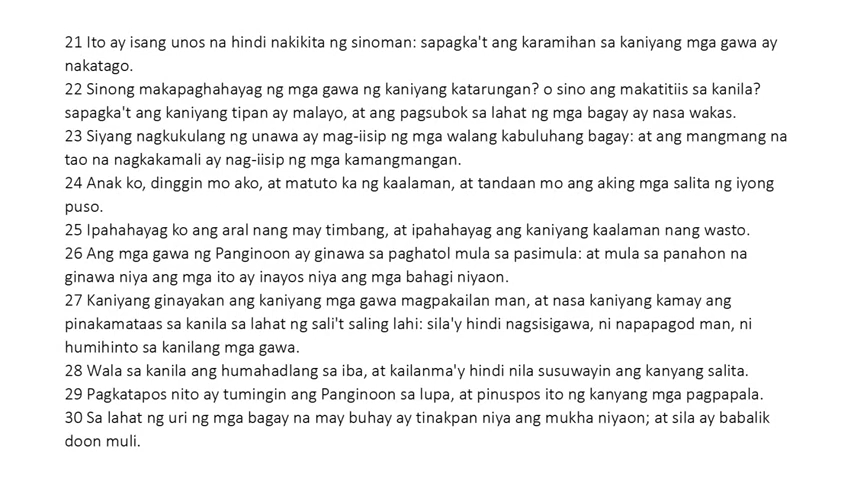 21 Ito ay isang unos na hindi nakikita ng sinoman: sapagka't ang karamihan sa kaniyang mga gawa ay
nakatago.
22 Sinong makapaghahayag ng mga gawa ng kaniyang katarungan? o sino ang makatitiis sa kanila?
sapagka't ang kaniyang tipan ay malayo, at ang pagsubok sa lahat ng mga bagay ay nasa wakas.
23 Siyang nagkukulang ng unawa ay mag-iisip ng mga walang kabuluhang bagay: at ang mangmang na
tao na nagkakamali ay nag-iisip ng mga kamangmangan.
24 Anak ko, dinggin mo ako, at matuto ka ng kaalaman, at tandaan mo ang aking mga salita ng iyong
puso.
25 Ipahahayag ko ang aral nang may timbang, at ipahahayag ang kaniyang kaalaman nang wasto.
26 Ang mga gawa ng Panginoon ay ginawa sa paghatol mula sa pasimula: at mula sa panahon na
ginawa niya ang mga ito ay inayos niya ang mga bahagi niyaon.
27 Kaniyang ginayakan ang kaniyang mga gawa magpakailan man, at nasa kaniyang kamay ang
pinakamataas sa kanila sa lahat ng sali't saling lahi: sila'y hindi nagsisigawa, ni napapagod man, ni
humihinto sa kanilang mga gawa.
28 Wala sa kanila ang humahadlang sa iba, at kailanma'y hindi nila susuwayin ang kanyang salita.
29 Pagkatapos nito ay tumingin ang Panginoon sa lupa, at pinuspos ito ng kanyang mga pagpapala.
30 Sa lahat ng uri ng mga bagay na may buhay ay tinakpan niya ang mukha niyaon; at sila ay babalik
doon muli.